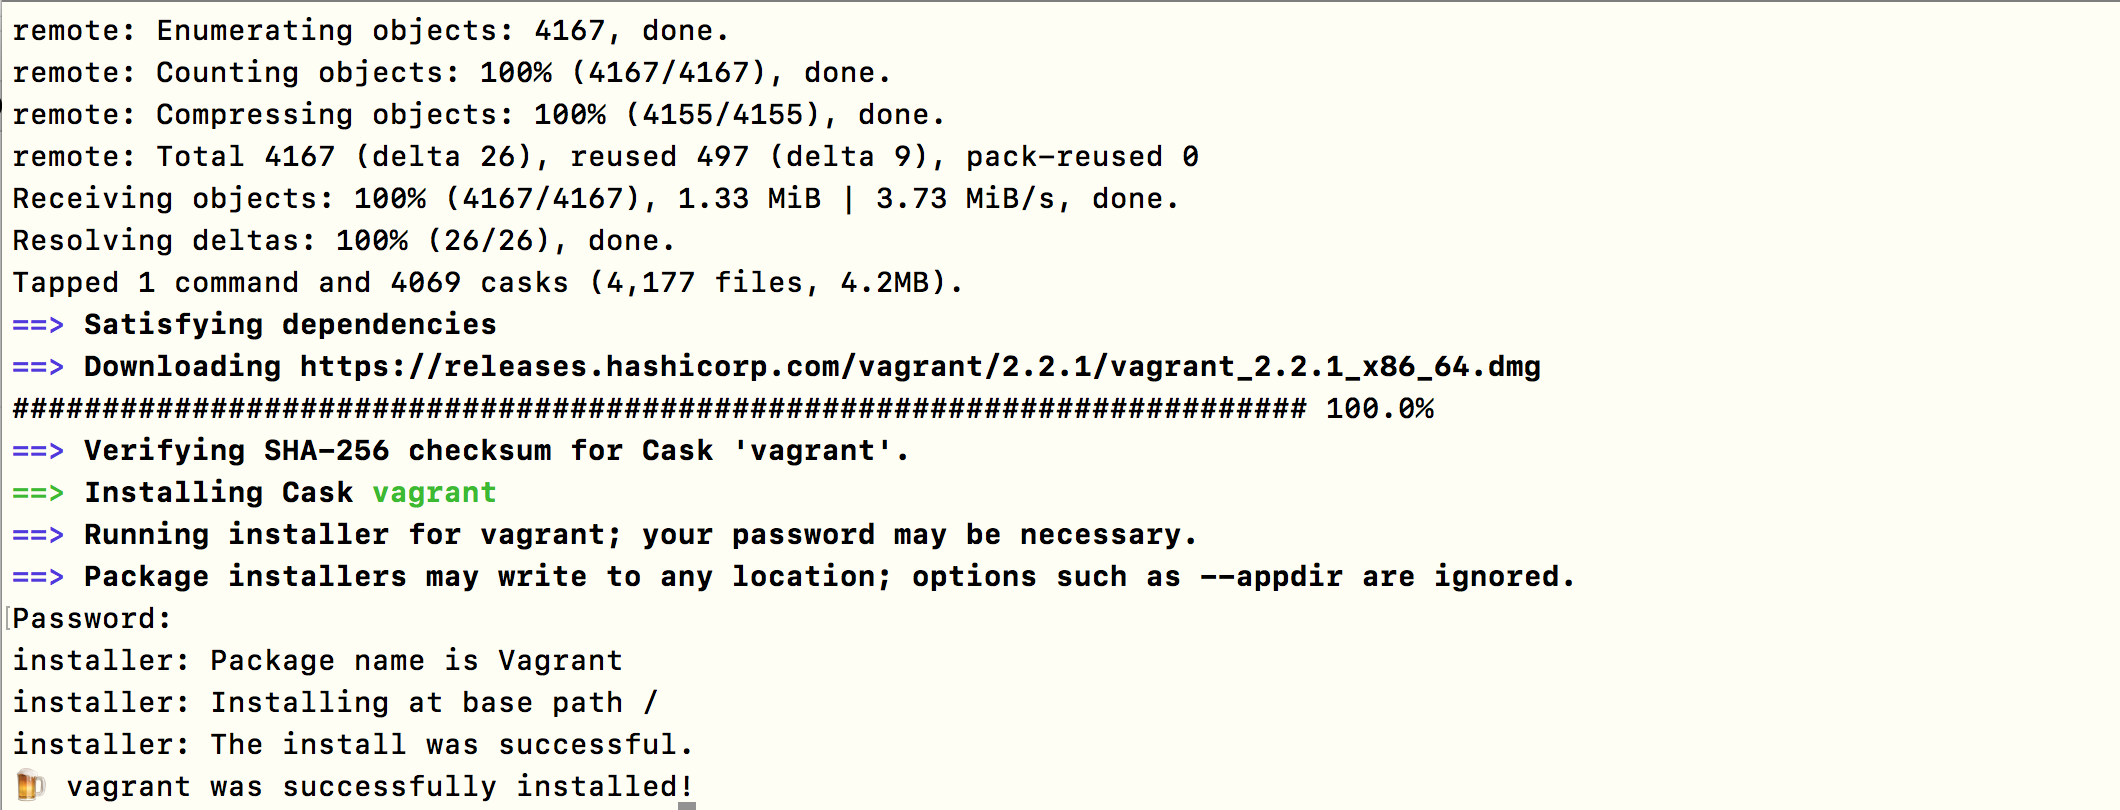 remote: Enumerating objects: 4167, done.
remote: Counting objects: 100% (4167/4167), done.
remote: Compressing objects: 100% (4155/4155), done.
remote: Total 4167 (delta 26), reused 497 (delta 9), pack-reused 0
Receiving objects: 100% (4167/4167), 1.33 MiB | 3.73 MiB/s, done.
Resolving deltas: 100% (26/26), done.
Tapped 1 command and 4069 casks (4,177 files, 4.2MB).
==> Satisfying dependencies
==> Downloading https://releases.hashicorp.com/vagrant/2.2.1/vagrant_2.2.1_x86_64.dmg
######################################################################## 100.0%
==> Verifying SHA-256 checksum for Cask 'vagrant'.
==> Installing Cask vagrant
==> Running installer for vagrant; your password may be necessary.
==> Package installers may write to any location; options such as --appdir are ignored.
Password:
installer: Package name is Vagrant
installer: Installing at base path /
installer: The install was successful.
🍺 vagrant was successfully installed!